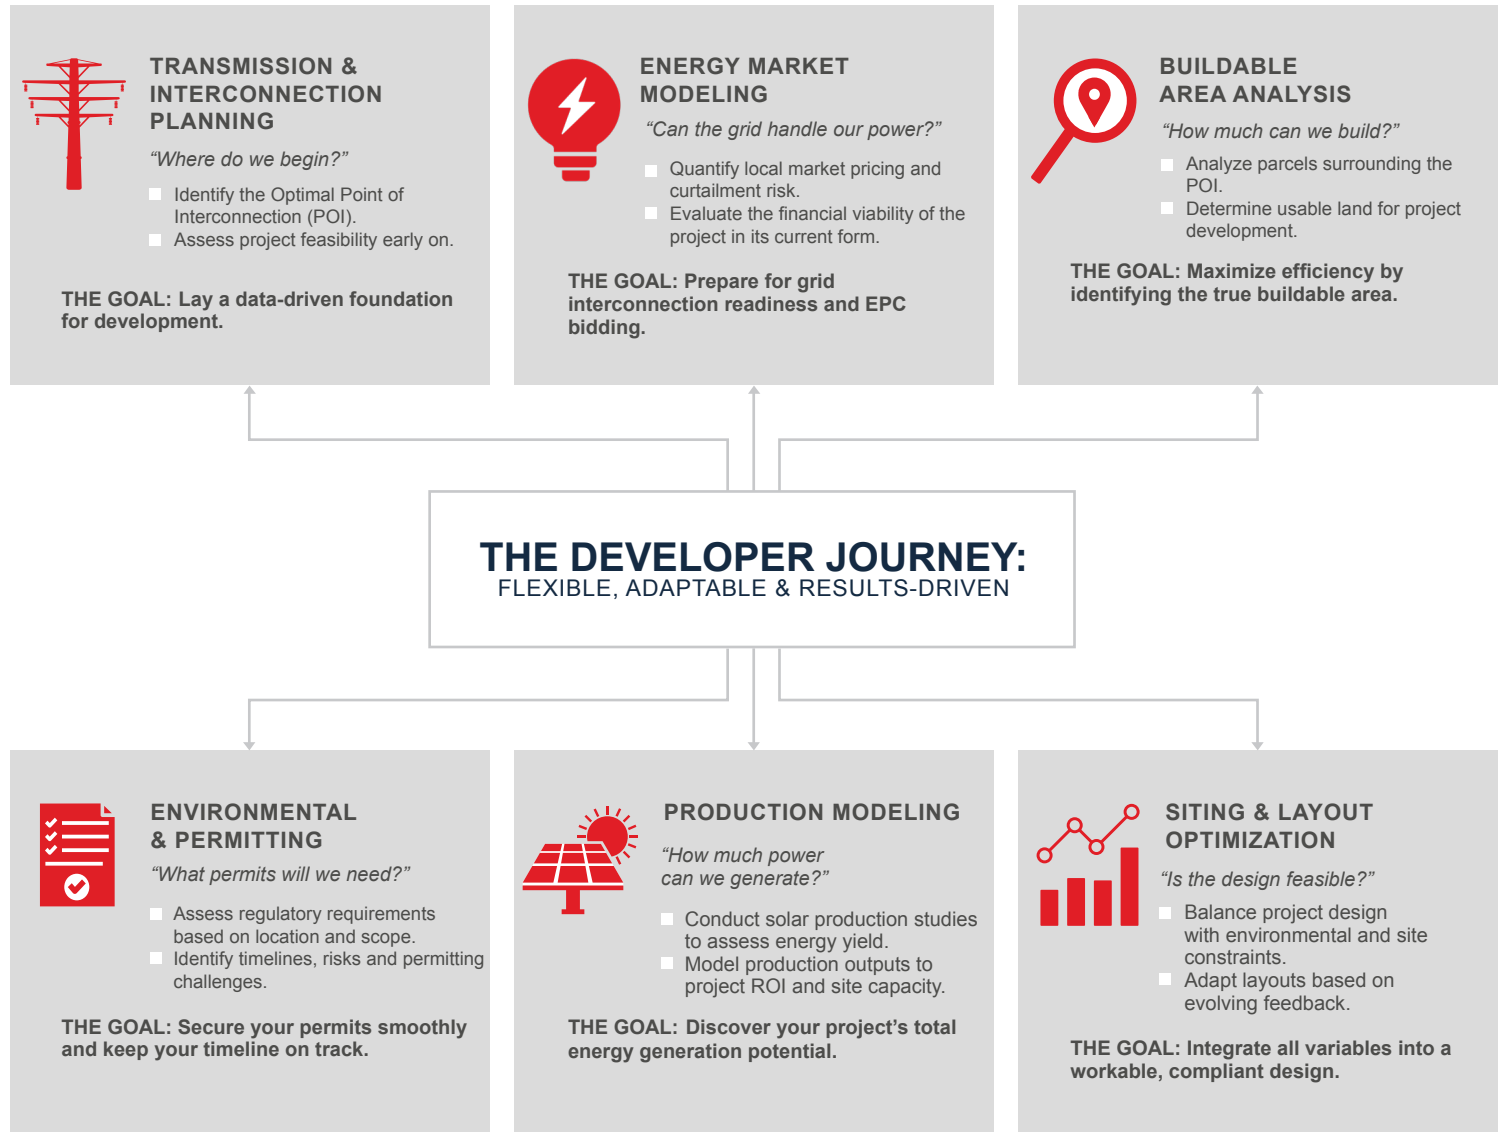 TRANSMISSION &
INTERCONNECTION
PLANNING
“Where do we begin?”
Identify the Optimal Point of
Interconnection (POI).
Assess project feasibility early on.
THE GOAL: Lay a data-driven foundation
for development.
ENERGY MARKET
MODELING
“Can the grid handle our power?”
Quantify local market pricing and
curtailment risk.
Evaluate the financial viability of the
project in its current form.
THE GOAL: Prepare for grid
interconnection readiness and EPC
bidding.
BUILDABLE
AREA ANALYSIS
“How much can we build?”
Analyze parcels surrounding the
POI.
Determine usable land for project
development.
THE GOAL: Maximize efficiency by
identifying the true buildable area.
THE DEVELOPER JOURNEY:
FLEXIBLE, ADAPTABLE & RESULTS-DRIVEN
ENVIRONMENTAL
& PERMITTING
“What permits will we need?”
Assess regulatory requirements
based on location and scope.
Identify timelines, risks and permitting
challenges.
THE GOAL: Secure your permits smoothly
and keep your timeline on track.
PRODUCTION MODELING
“How much power
can we generate?”
Conduct solar production studies
to assess energy yield.
Model production outputs to
project ROI and site capacity.
THE GOAL: Discover your project’s total
energy generation potential.
SITING & LAYOUT
OPTIMIZATION
“Is the design feasible?”
Balance project design
with environmental and site
constraints.
Adapt layouts based on
evolving feedback.
THE GOAL: Integrate all variables into a
workable, compliant design.